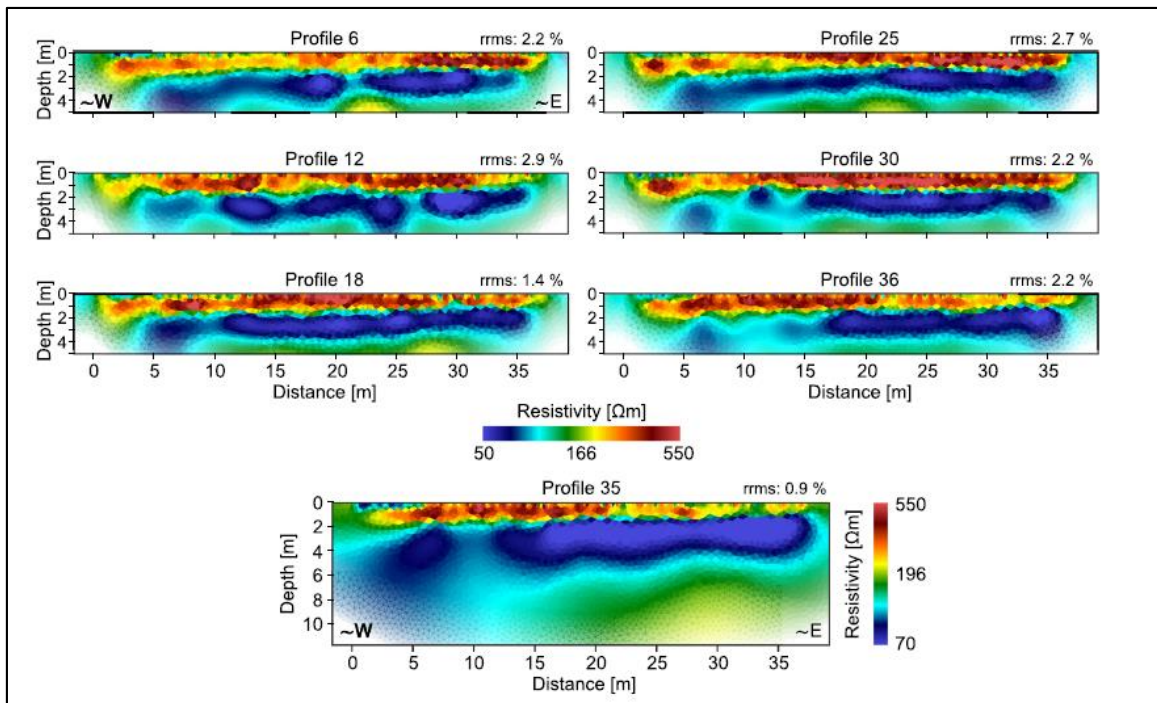 Profile 6 rrms: 2.2 %
Profile 25 rrms: 2.7 %
Depth [m]
0
2
4
~W ~E
Profile 12 rrms: 2.9 %
Profile 30 rrms: 2.2 %
Depth [m]
0
2
4
0
2
4
Profile 18 rrms: 1.4 %
Profile 36 rrms: 2.2 %
Depth [m]
0
2
4
0
2
4
0 5 10 15 20 25 30 35
0 5 10 15 20 25 30 35
Distance [m]
Distance [m]
Resistivity [Ωm]
50 166 550
Profile 35 rrms: 0.9 %
Depth [m]
0
2
4
6
8
10
~W ~E
0 5 10 15 20 25 30 35
Distance [m]
Resistivity [Ωm]
550
196
70